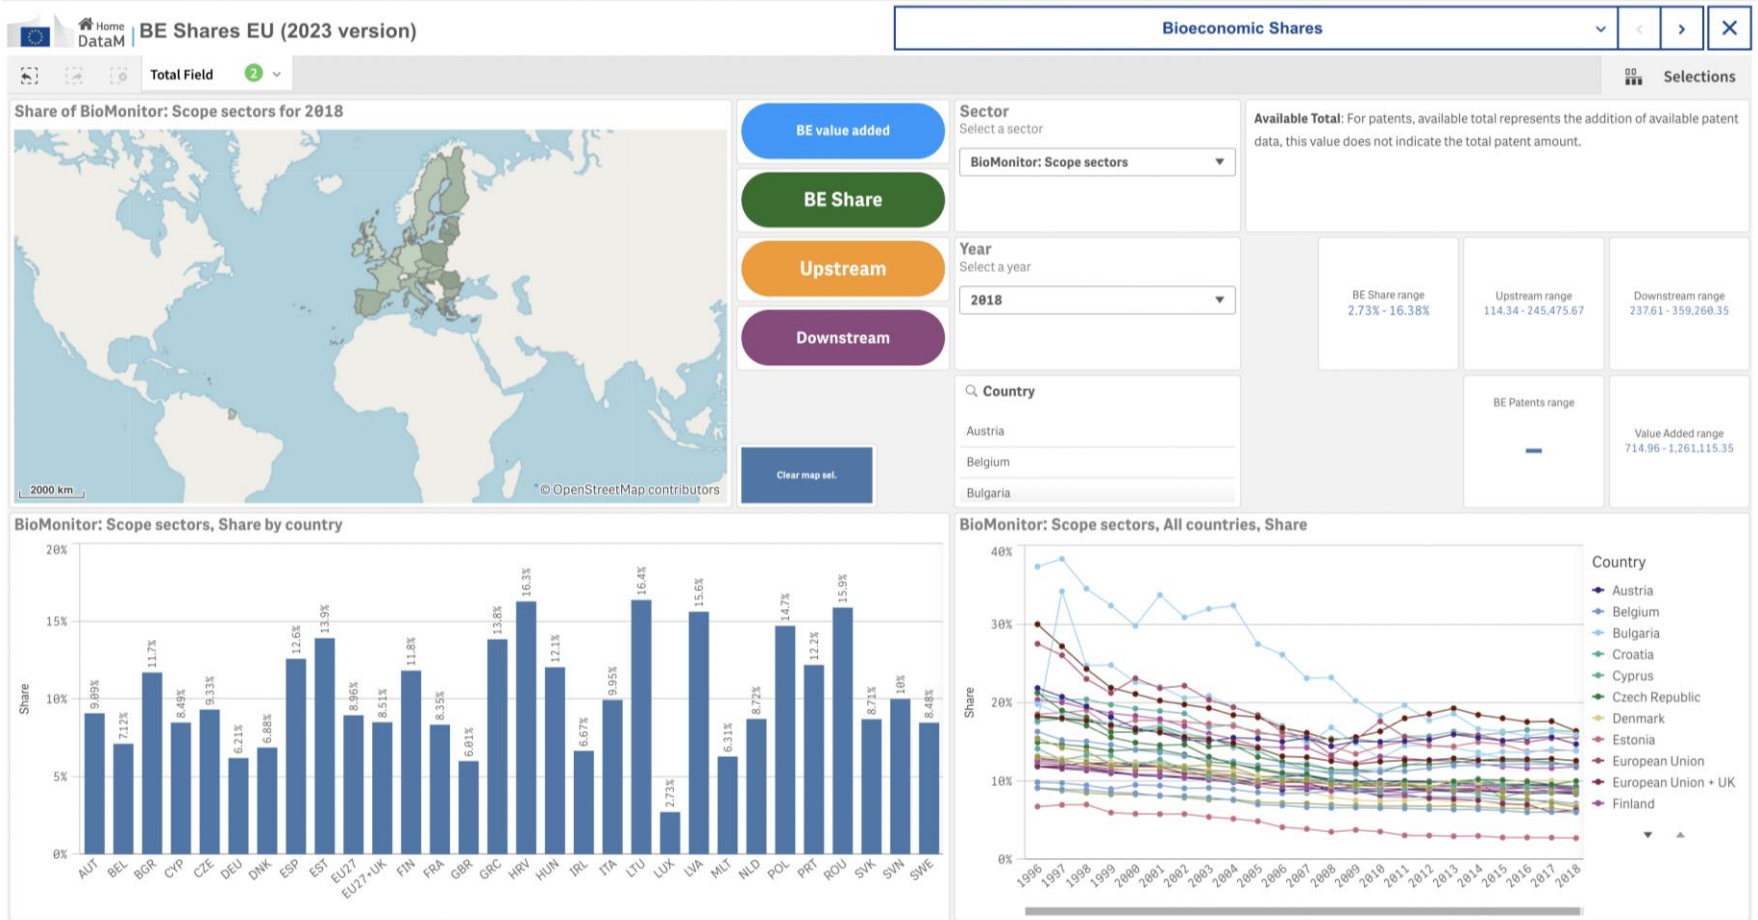 Home
DataM
BE Shares EU (2023 version)
Bioeconomic Shares
Total Field 2
Selections
Share of BioMonitor: Scope sectors for 2018
2000 km
© OpenStreetMap contributors
BE value added
BE Share
Upstream
Downstream
Clear map sel.
Sector
Select a sector
BioMonitor: Scope sectors
Year
Select a year
2018
Country
Austria
Belgium
Bulgaria
Available Total: For patents, available total represents the addition of available patent
data, this value does not indicate the total patent amount.
BE Share range
2.73% - 16.38%
Upstream range
114.34 - 245,475.67
Downstream range
237.61 - 359,260.35
BE Patents range
–
Value Added range
714.96 - 1,261,115.35
BioMonitor: Scope sectors, Share by country
Share
20%
15%
10%
5%
0%
9.09%
7.12%
11.7%
8.49%
9.33%
6.21%
6.88%
12.6%
13.9%
8.96%
8.51%
11.8%
8.35%
6.01%
13.8%
16.3%
12.1%
6.67%
9.95%
16.4%
2.73%
15.6%
6.31%
8.72%
14.7%
12.2%
15.9%
8.71%
10%
8.48%
AUT
BEL
BGR
CYP
CZE
DEU
DNK
ESP
EST
EU27
EU27+UK
FIN
FRA
GBR
GRC
HRV
HUN
IRL
ITA
LTU
LUX
LVA
MLT
NLD
POL
PRT
ROU
SVK
SVN
SWE
BioMonitor: Scope sectors, All countries, Share
Share
40%
30%
20%
10%
0%
1996
1997
1998
1999
2000
2001
2002
2003
2004
2005
2006
2007
2008
2009
2010
2011
2012
2013
2014
2015
2016
2017
2018
Country
Austria
Belgium
Bulgaria
Croatia
Cyprus
Czech Republic
Denmark
Estonia
European Union
European Union + UK
Finland